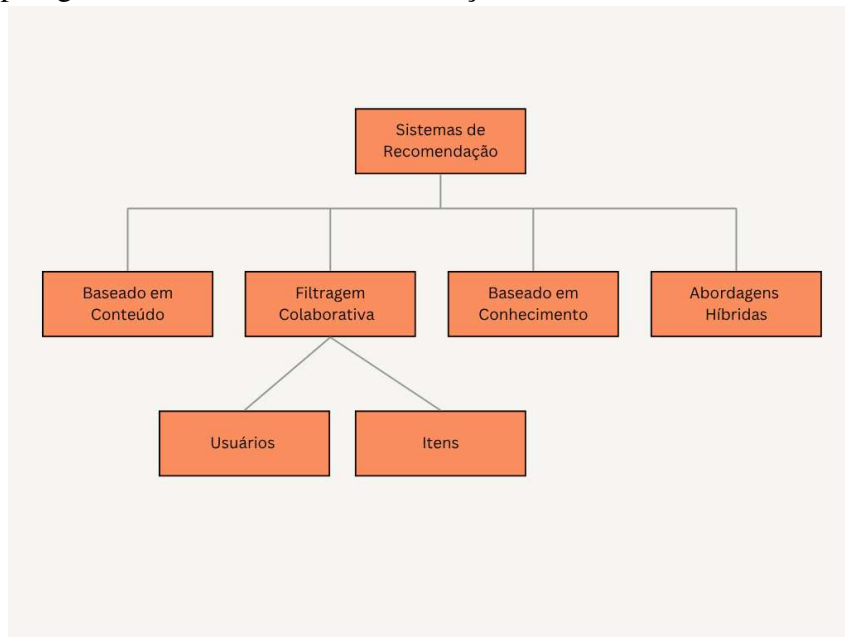 Sistemas de
Recomendação
Baseado em
Conteúdo
Filtragem
Colaborativa
Baseado em
Conhecimento
Abordagens
Híbridas
Usuários
Itens